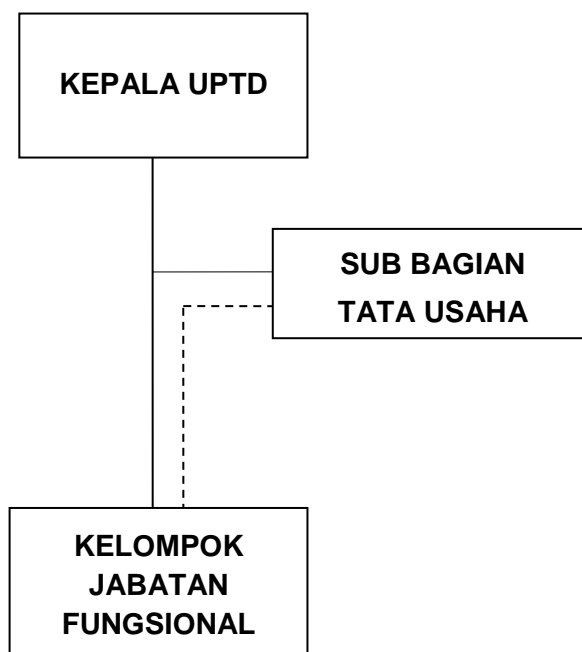 KEPALA UPTD
SUB BAGIAN
TATA USAHA
KELOMPOK
JABATAN
FUNGSIONAL